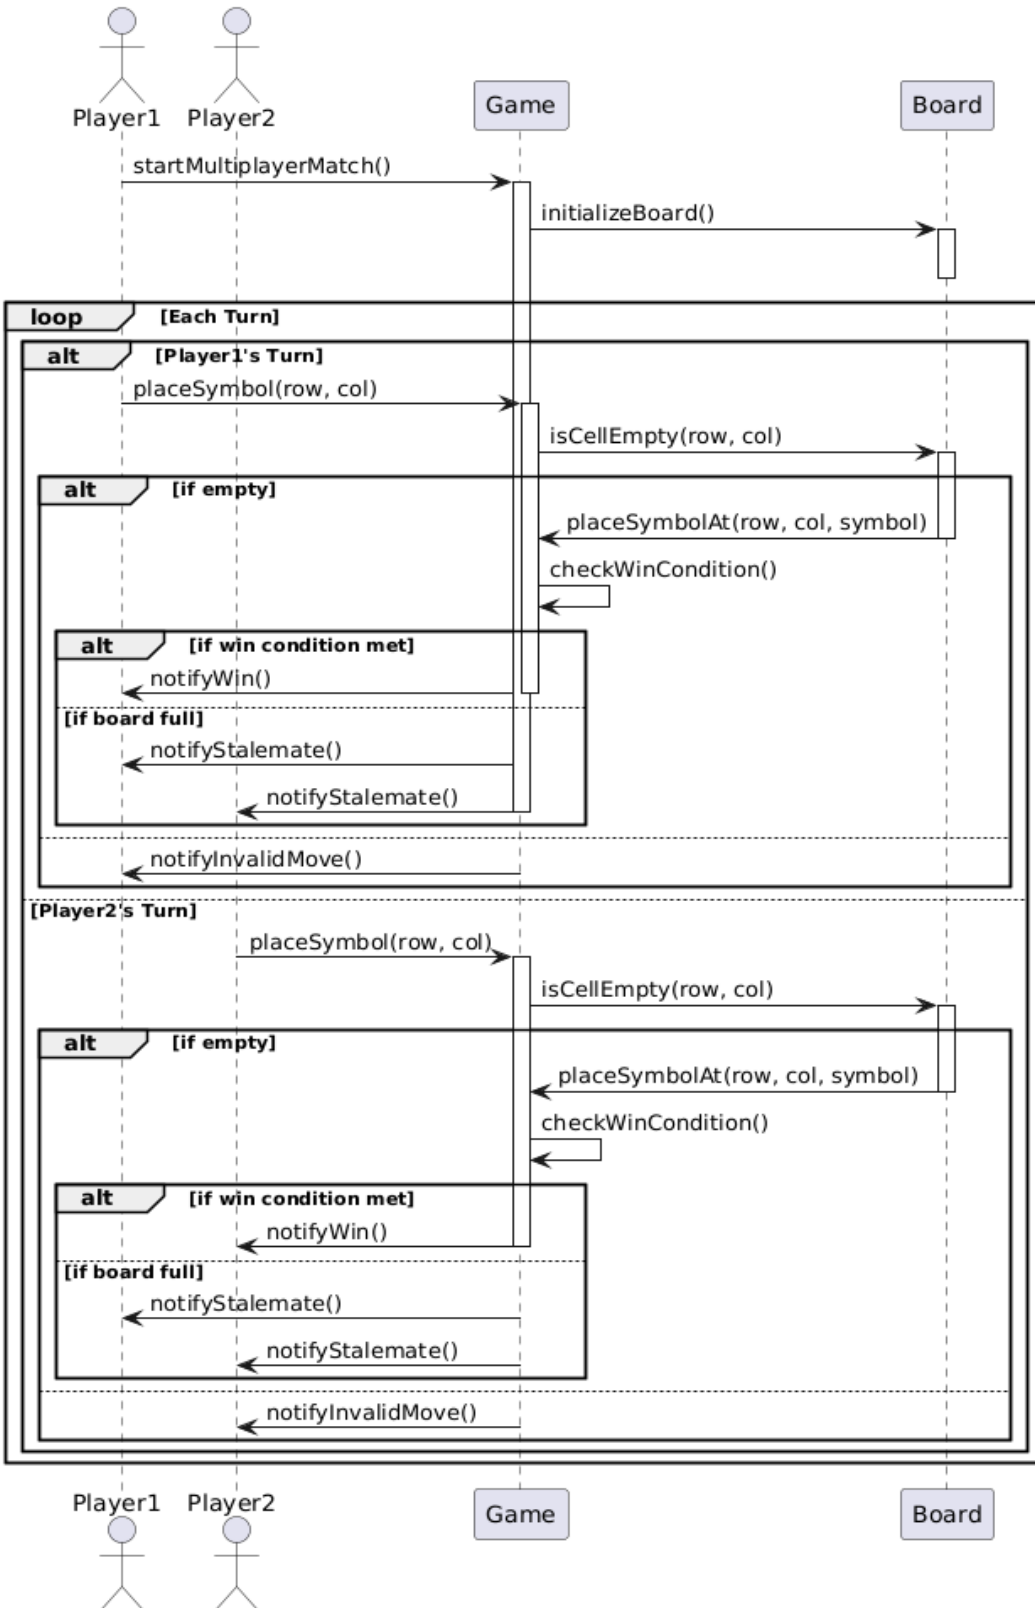 Player1 Player2 Game Board
startMultiplayerMatch()
initializeBoard()
loop [Each Turn]
alt [Player1's Turn]
placeSymbol(row, col)
isCellEmpty(row, col)
alt [if empty]
placeSymbolAt(row, col, symbol)
checkWinCondition()
alt [if win condition met]
notifyWin()
[if board full]
notifyStalemate()
notifyStalemate()
notifyInvalidMove()
[Player2's Turn]
placeSymbol(row, col)
isCellEmpty(row, col)
alt [if empty]
placeSymbolAt(row, col, symbol)
checkWinCondition()
alt [if win condition met]
notifyWin()
[if board full]
notifyStalemate()
notifyStalemate()
notifyInvalidMove()
Player1 Player2 Game Board